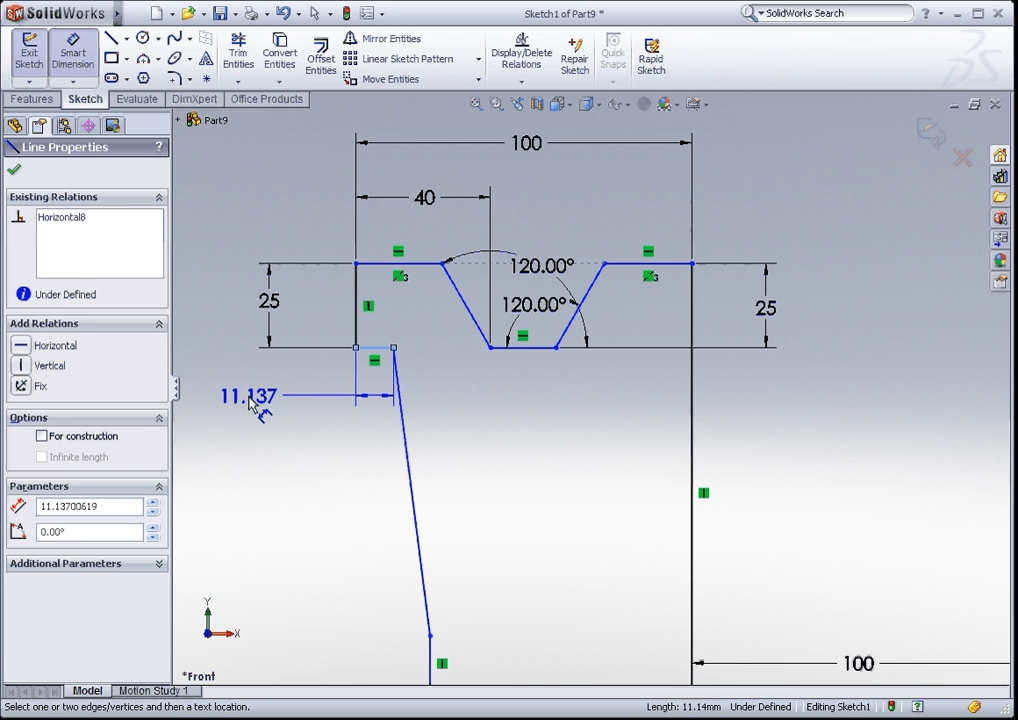 SolidWorks
Sketch1 of Part9 *
SolidWorks Search
Exit Sketch
Smart Dimension
Trim Entities
Convert Entities
Offset Entities
Mirror Entities
Linear Sketch Pattern
Move Entities
Display/Delete Relations
Repair Sketch
Quick Snaps
Rapid Sketch
Features
Sketch
Evaluate
DimXpert
Office Products
Part9
Line Properties
?
Existing Relations
Horizontal8
Under Defined
Add Relations
Horizontal
Vertical
Fix
Options
For construction
Infinite length
Parameters
11.13700619
0.00°
Additional Parameters
100
40
120.00°
25
120.00°
25
11.137
100
Y
X
*Front
Model
Motion Study 1
Select one or two edges/vertices and then a text location.
Length: 11.14mm
Under Defined
Editing Sketch1